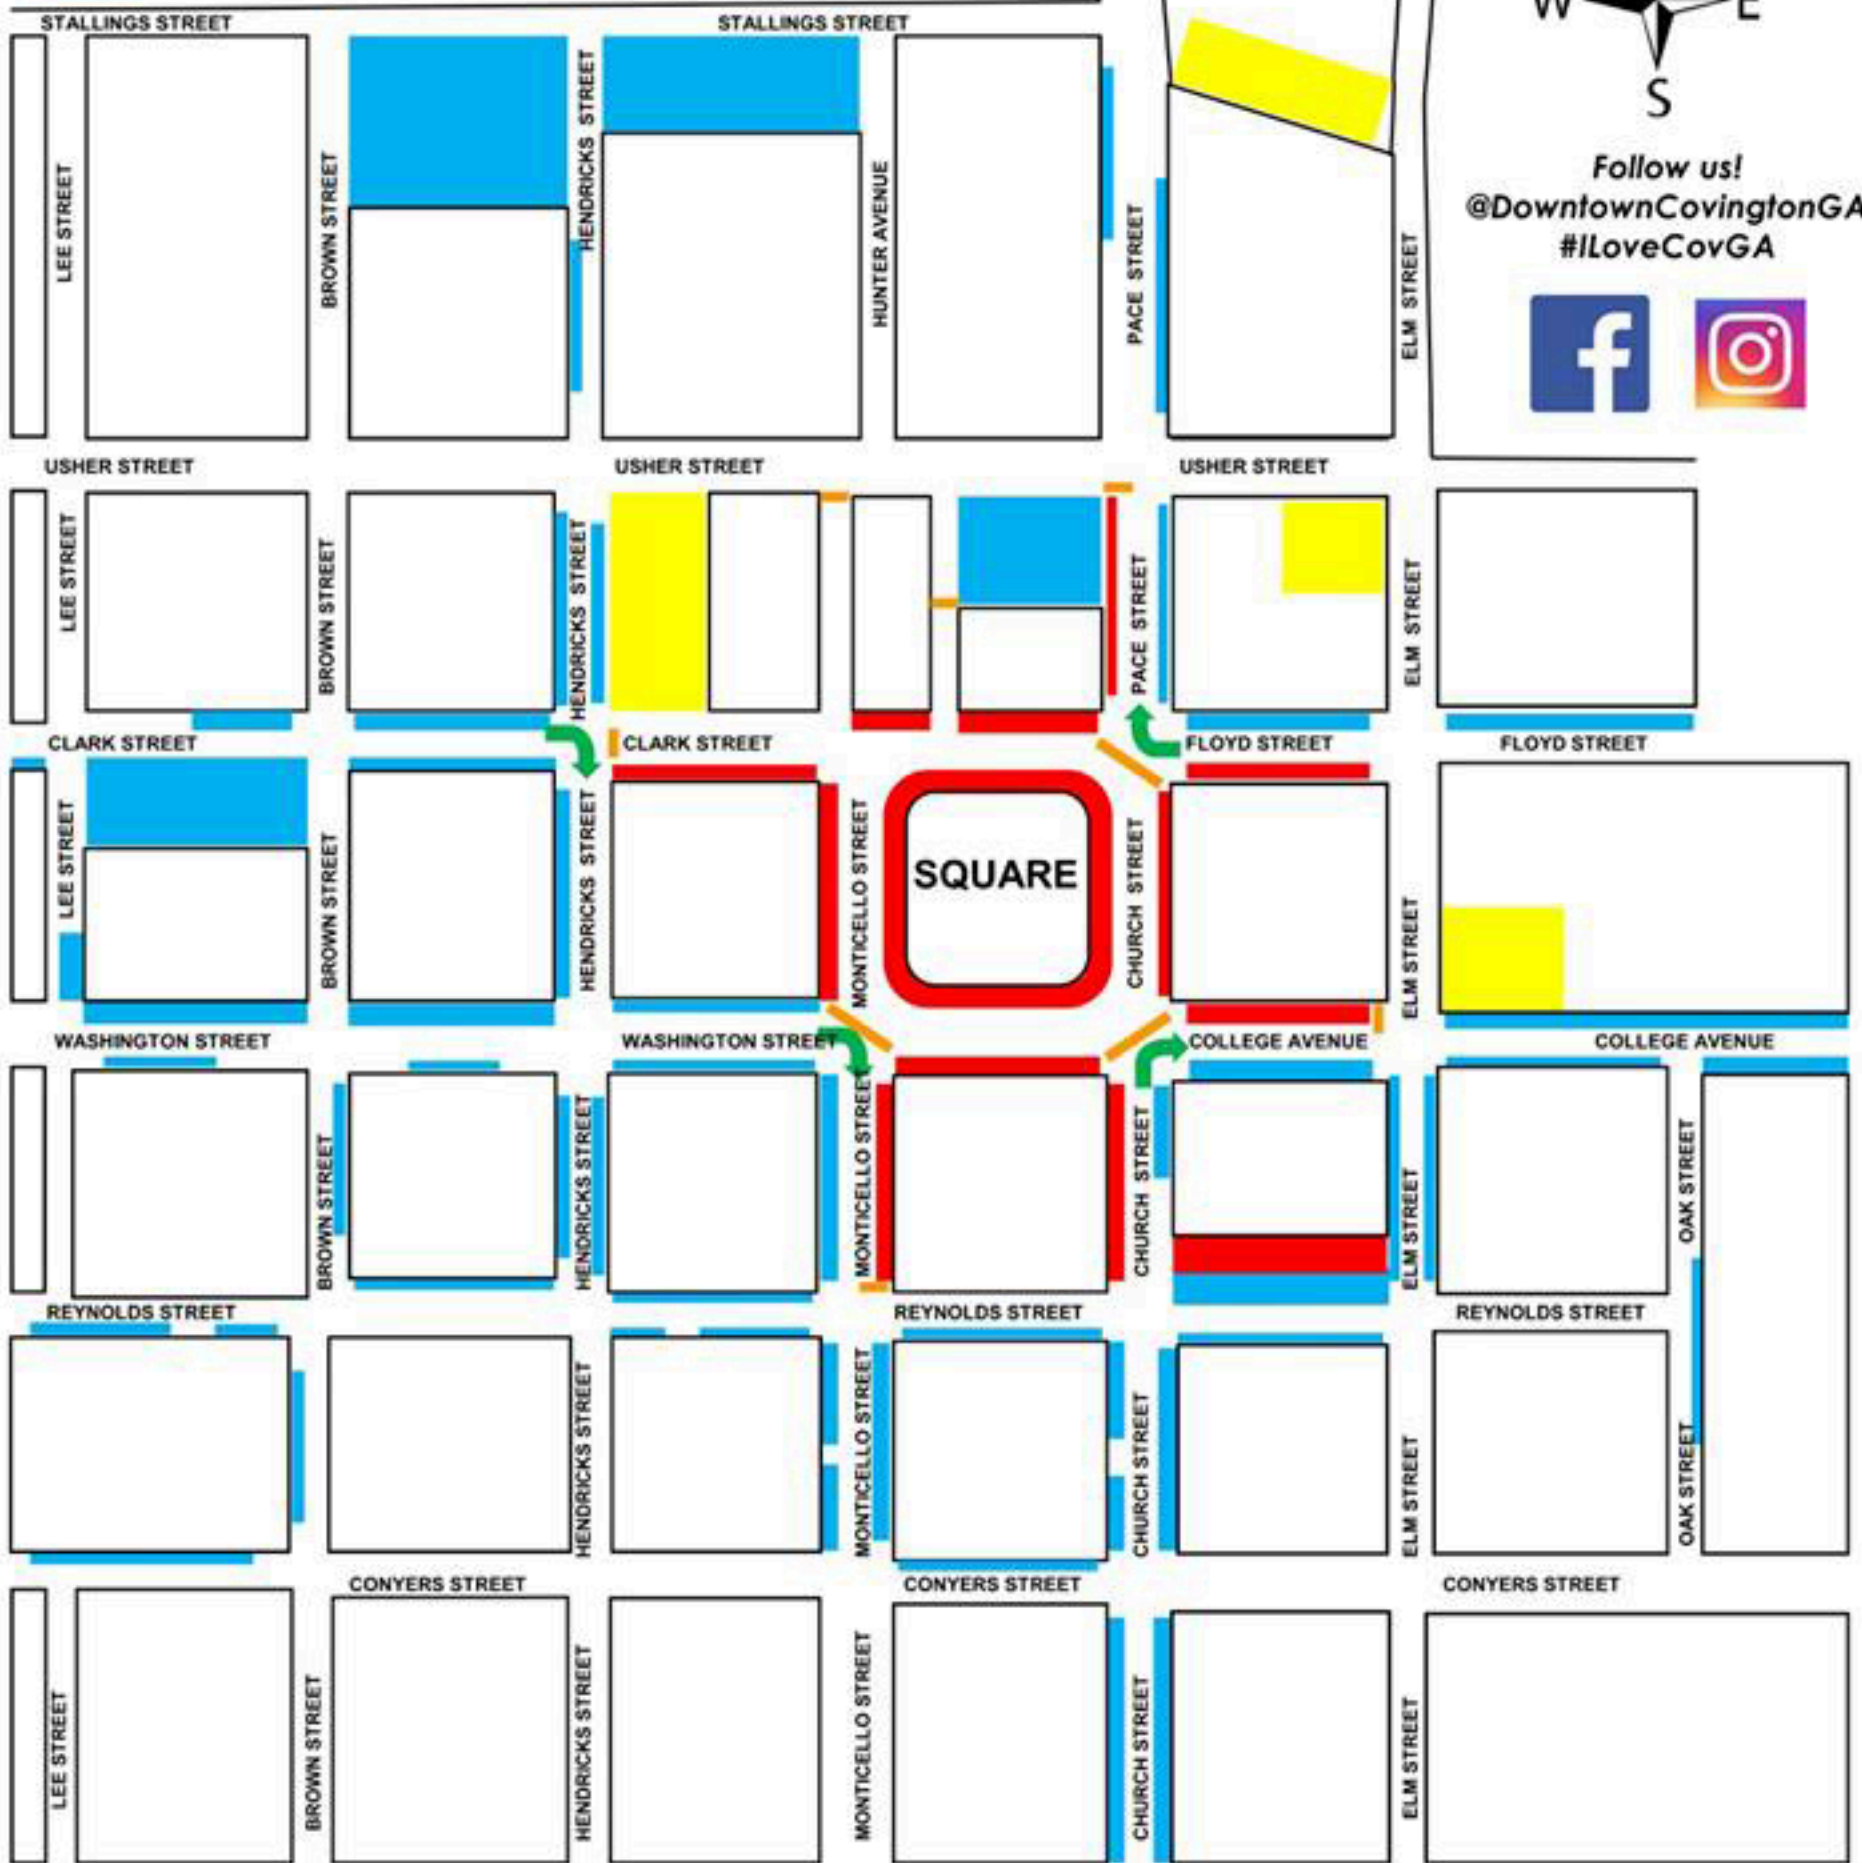 W E
S
Follow us!
@DowntownCovingtonGA
#ILoveCovGA
STALLINGS STREET STALLINGS STREET
LEE STREET
BROWN STREET
HENDRICKS STREET
HUNTER AVENUE
PACE STREET
ELM STREET
USHER STREET USHER STREET USHER STREET
LEE STREET
BROWN STREET
HENDRICKS STREET
PACE STREET
ELM STREET
CLARK STREET CLARK STREET FLOYD STREET FLOYD STREET
LEE STREET
BROWN STREET
HENDRICKS STREET
MONTICELLO STREET
SQUARE
CHURCH STREET
ELM STREET
WASHINGTON STREET WASHINGTON STREET COLLEGE AVENUE COLLEGE AVENUE
BROWN STREET
HENDRICKS STREET
MONTICELLO STREET
CHURCH STREET
ELM STREET
OAK STREET
REYNOLDS STREET REYNOLDS STREET REYNOLDS STREET
HENDRICKS STREET
MONTICELLO STREET
CHURCH STREET
ELM STREET
OAK STREET
CONYERS STREET CONYERS STREET CONYERS STREET
LEE STREET
BROWN STREET
HENDRICKS STREET
MONTICELLO STREET
CHURCH STREET
ELM STREET